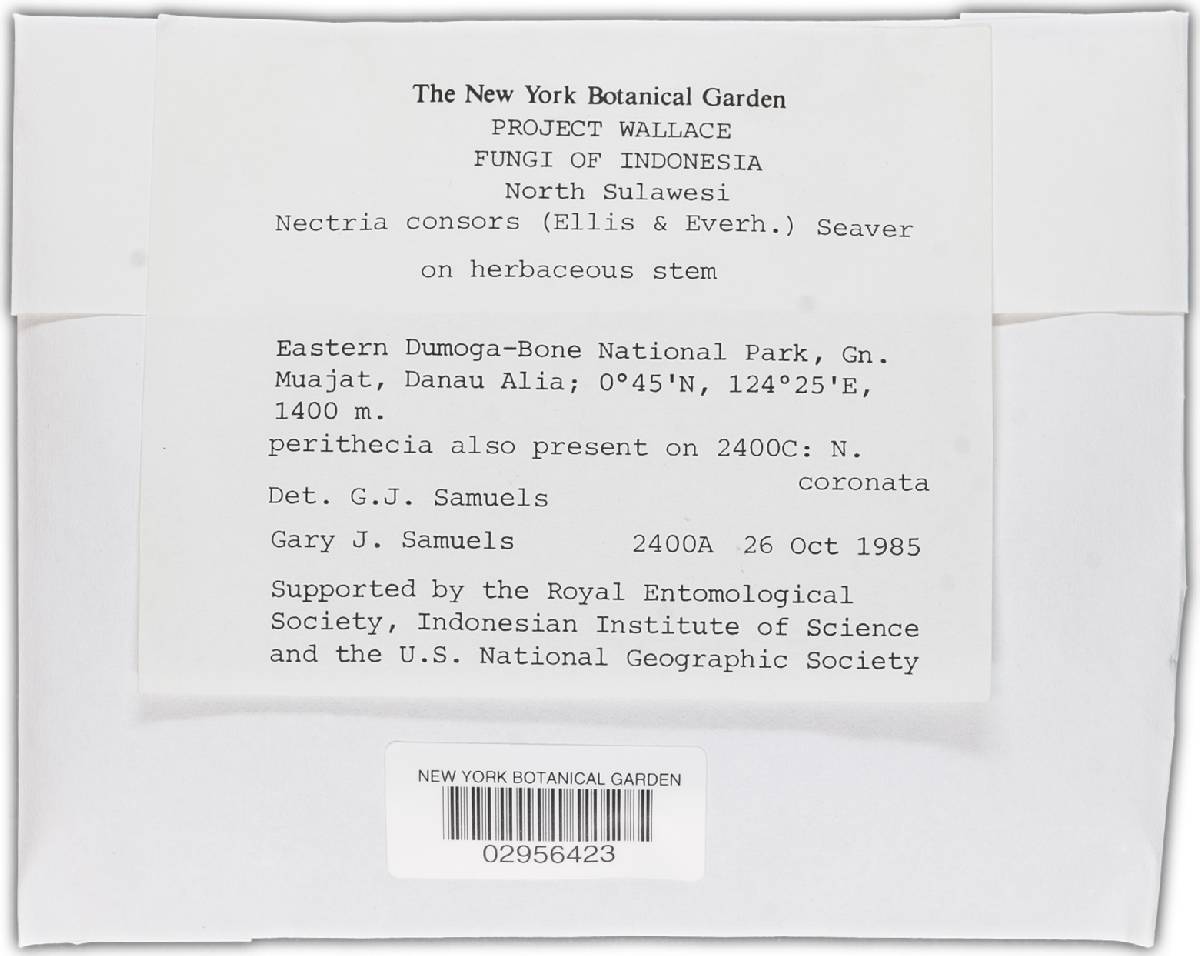 The New York Botanical Garden
PROJECT WALLACE
FUNGI OF INDONESIA
North Sulawesi
Nectria consors (Ellis & Everh.) Seaver
on herbaceous stem
Eastern Dumoga-Bone National Park, Gn.
Muajat, Danau Alia; 0°45'N, 124°25'E,
1400 m.
perithecia also present on 2400C: N.
coronata
Det. G.J. Samuels
Gary J. Samuels 2400A 26 Oct 1985
Supported by the Royal Entomological
Society, Indonesian Institute of Science
and the U.S. National Geographic Society
NEW YORK BOTANICAL GARDEN
02956423